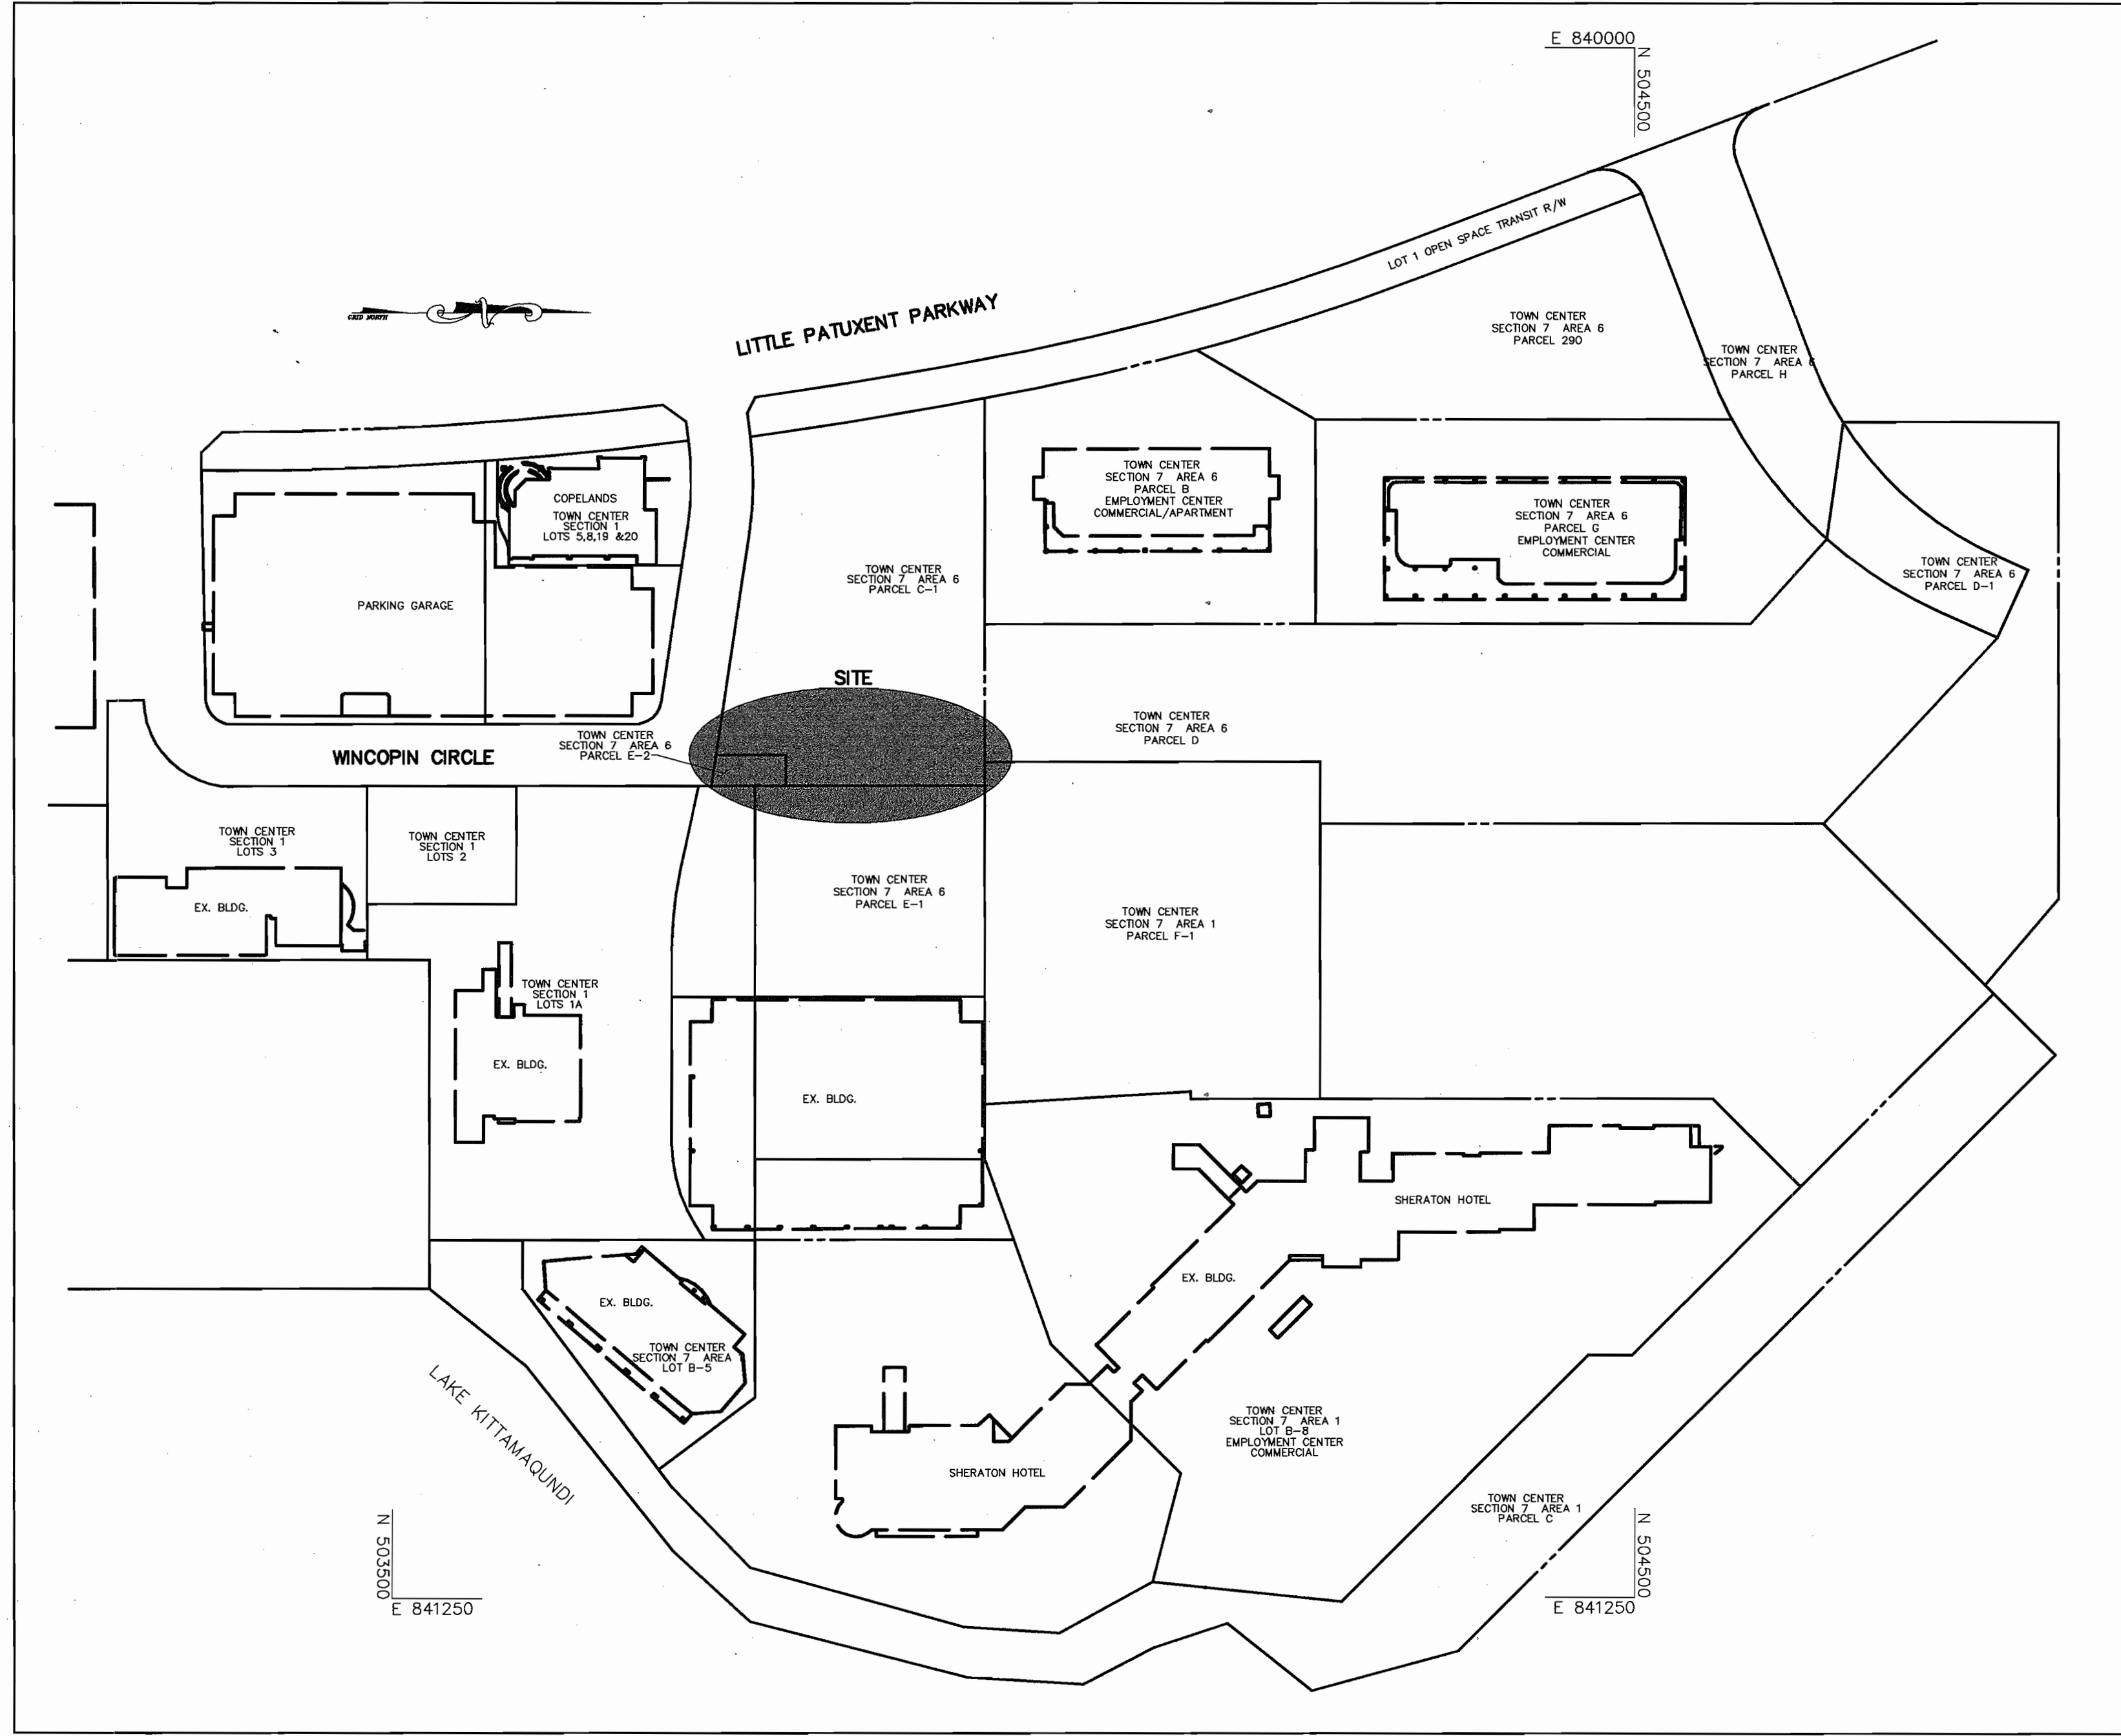 E 840000
N 504500
LOT 1 OPEN SPACE TRANSIT R/W
GRID NORTH
LITTLE PATUXENT PARKWAY
TOWN CENTER
SECTION 7 AREA 6
PARCEL 290
TOWN CENTER
SECTION 7 AREA 6
PARCEL H
COPELANDS
TOWN CENTER
SECTION 1
LOTS 5,8,19 &20
TOWN CENTER
SECTION 7 AREA 6
PARCEL B
EMPLOYMENT CENTER
COMMERCIAL/APARTMENT
TOWN CENTER
SECTION 7 AREA 6
PARCEL G
EMPLOYMENT CENTER
COMMERCIAL
PARKING GARAGE
TOWN CENTER
SECTION 7 AREA 6
PARCEL C-1
TOWN CENTER
SECTION 7 AREA 6
PARCEL D-1
SITE
TOWN CENTER
SECTION 7 AREA 6
PARCEL E-2
WINCOPIN CIRCLE
TOWN CENTER
SECTION 7 AREA 6
PARCEL D
TOWN CENTER
SECTION 1
LOTS 3
TOWN CENTER
SECTION 1
LOTS 2
EX. BLDG.
TOWN CENTER
SECTION 7 AREA 6
PARCEL E-1
TOWN CENTER
SECTION 7 AREA 1
PARCEL F-1
TOWN CENTER
SECTION 1
LOTS 1A
EX. BLDG.
EX. BLDG.
SHERATON HOTEL
EX. BLDG.
EX. BLDG.
TOWN CENTER
SECTION 7 AREA
LOT B-5
LAKE KITTAMAQUNDI
TOWN CENTER
SECTION 7 AREA 1
LOT B-8
EMPLOYMENT CENTER
COMMERCIAL
SHERATON HOTEL
TOWN CENTER
SECTION 7 AREA 1
PARCEL C
N 503500
E 841250
N 504500
E 841250